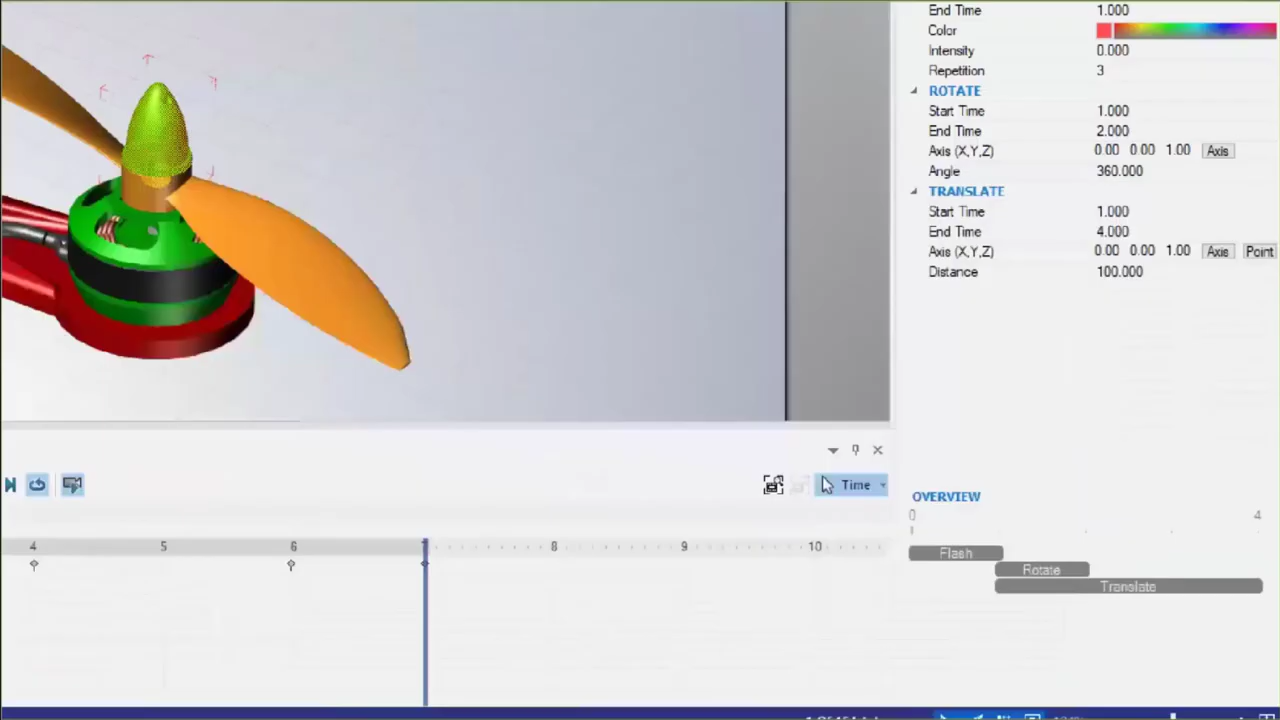 End Time 1.000
Color
Intensity 0.000
Repetition 3
ROTATE
Start Time 1.000
End Time 2.000
Axis (X,Y,Z) 0.00 0.00 1.00 Axis
Angle 360.000
TRANSLATE
Start Time 1.000
End Time 4.000
Axis (X,Y,Z) 0.00 0.00 1.00 Axis Point
Distance 100.000
Time
OVERVIEW
0 4
4 5 6 7 8 9 10
Flash
Rotate
Translate